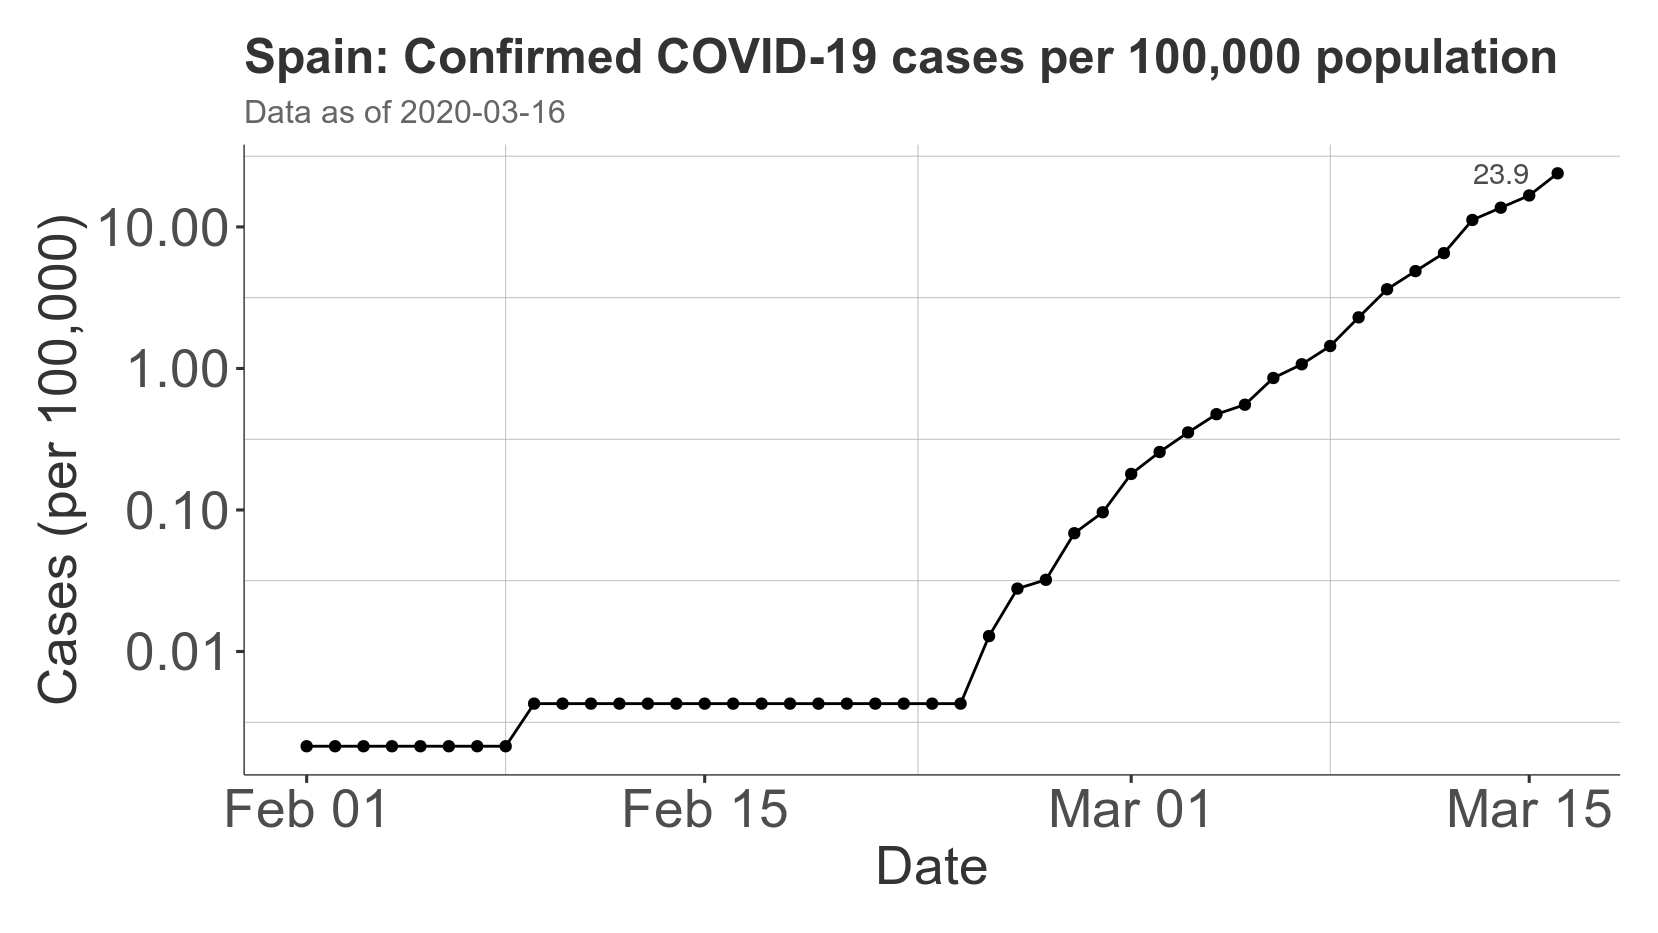 Spain: Confirmed COVID-19 cases per 100,000 population
Data as of 2020-03-16
Cases (per 100,000)
10.00
1.00
0.10
0.01
23.9
Feb 01 Feb 15 Mar 01 Mar 15
Date